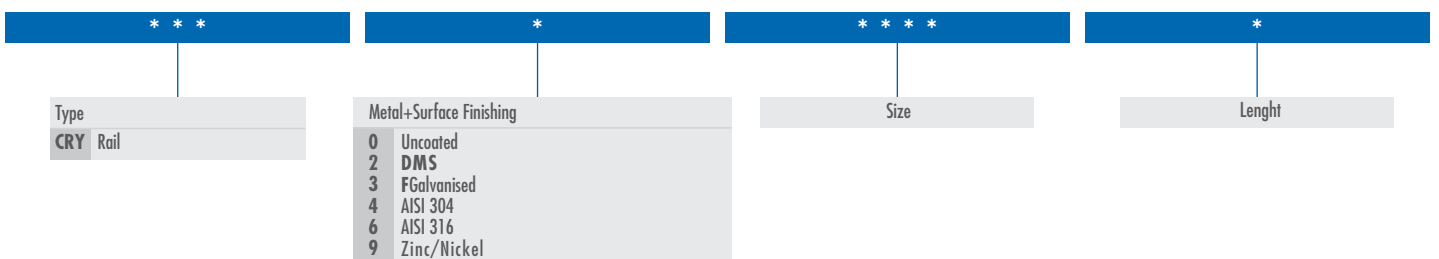 * * *
*
* * * *
*
Type
CRY Rail
Metal+Surface Finishing
0 Uncoated
2 DMS
3 FGalvanised
4 AISI 304
6 AISI 316
9 Zinc/Nickel
Size
Lenght